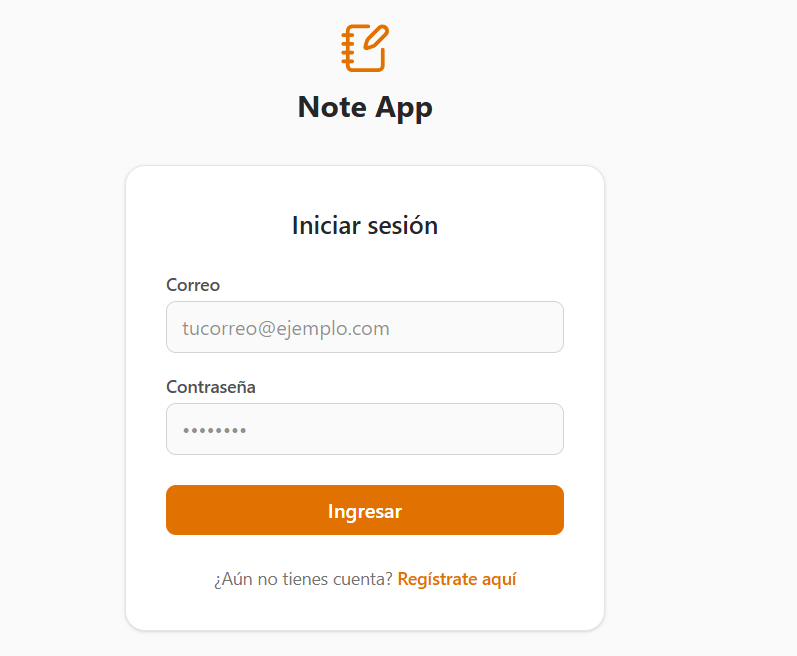 Note App
Iniciar sesión
Correo
tucorreo@ejemplo.com
Contraseña
••••••••
Ingresar
¿Aún no tienes cuenta? Regístrate aquí